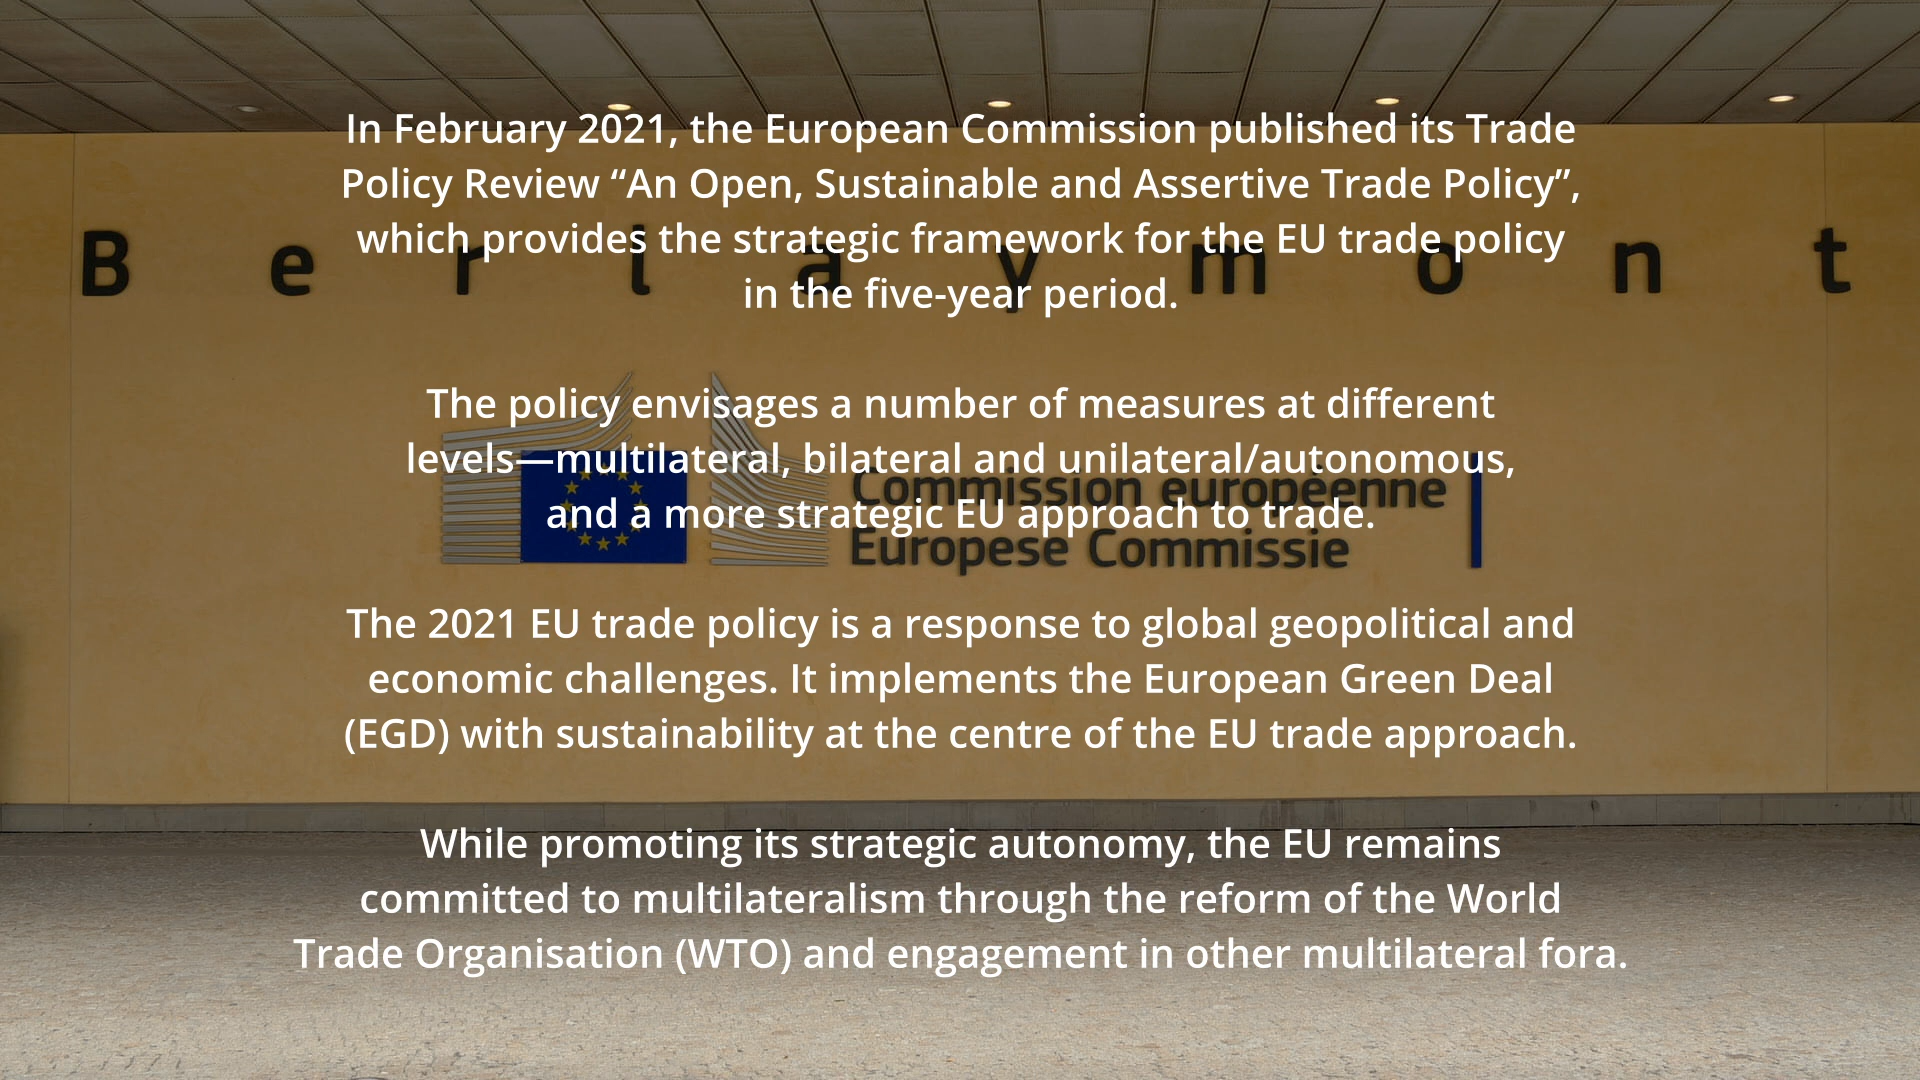 In February 2021, the European Commission published its Trade
Policy Review “An Open, Sustainable and Assertive Trade Policy”,
which provides the strategic framework for the EU trade policy
in the five-year period.
Berlaymont
The policy envisages a number of measures at different
levels—multilateral, bilateral and unilateral/autonomous,
and a more strategic EU approach to trade.
Commission européenne
Europese Commissie
The 2021 EU trade policy is a response to global geopolitical and
economic challenges. It implements the European Green Deal
(EGD) with sustainability at the centre of the EU trade approach.
While promoting its strategic autonomy, the EU remains
committed to multilateralism through the reform of the World
Trade Organisation (WTO) and engagement in other multilateral fora.